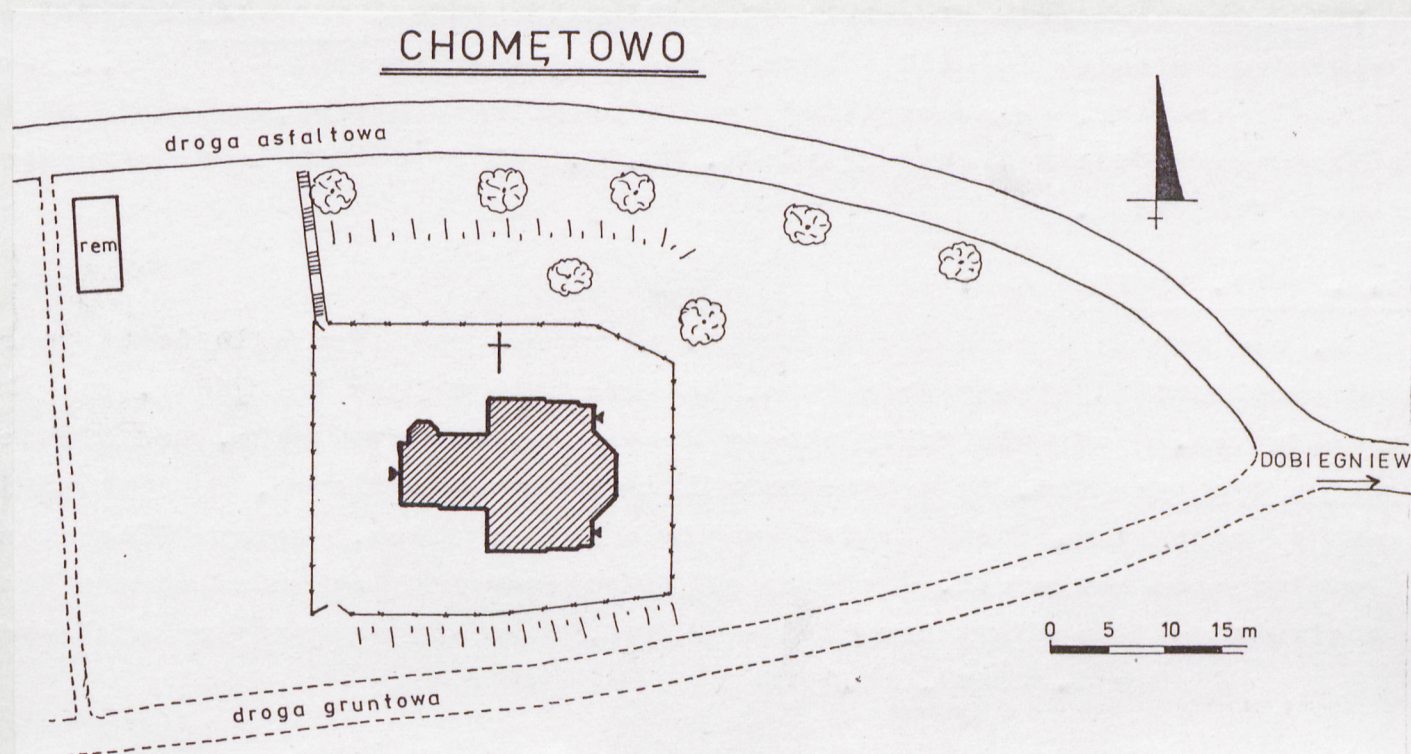 CHOMĘTOWO
droga asfaltowa
rem
DOBIEGNIEW
0 5 10 15 m
droga gruntowa